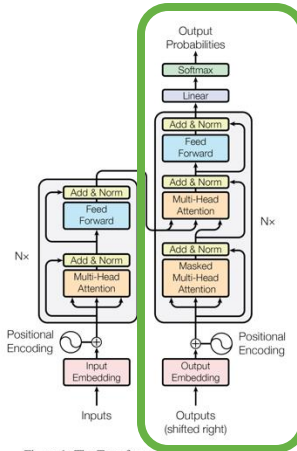 Output
Probabilities
Softmax
Linear
Add & Norm
Feed
Forward
Add & Norm
Multi-Head
Attention
Nx
Add & Norm
Masked
Multi-Head
Attention
Positional
Encoding
Output
Embedding
Outputs
(shifted right)
Add & Norm
Feed
Forward
Nx
Add & Norm
Multi-Head
Attention
Positional
Encoding
Input
Embedding
Inputs